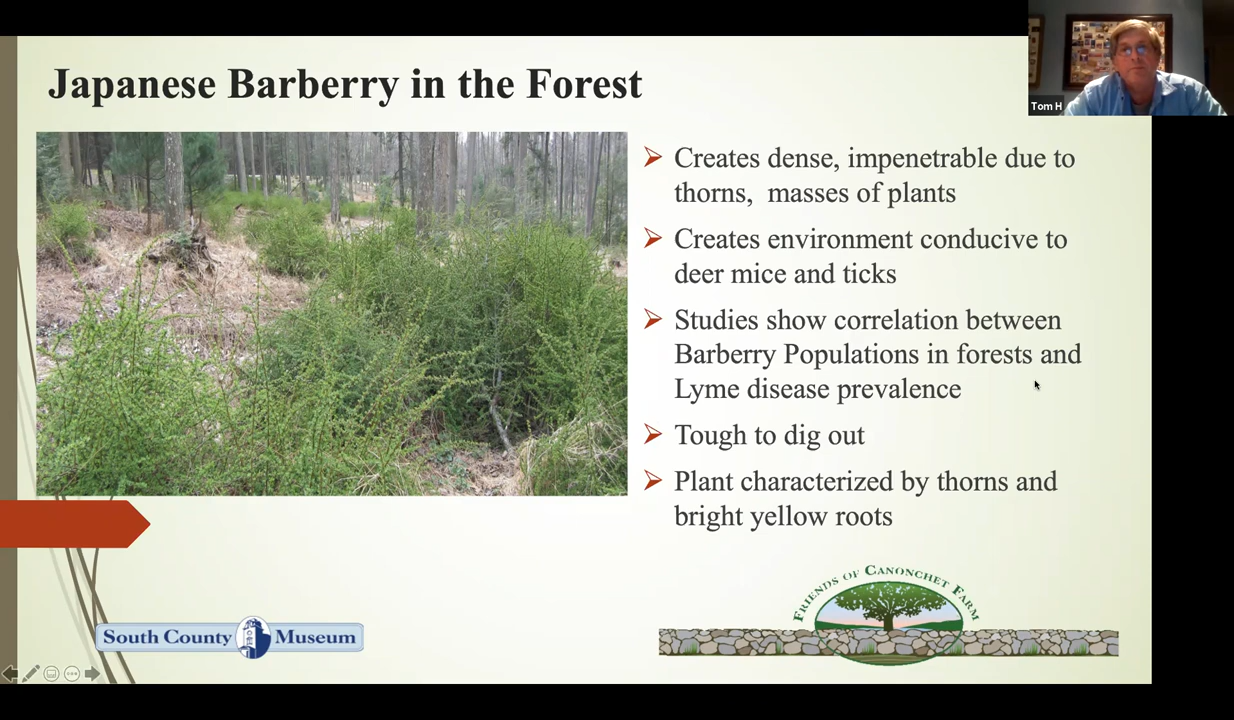 Japanese Barberry in the Forest
Tom H
Creates dense, impenetrable due to
thorns, masses of plants
Creates environment conducive to
deer mice and ticks
Studies show correlation between
Barberry Populations in forests and
Lyme disease prevalence
Tough to dig out
Plant characterized by thorns and
bright yellow roots
South County Museum
FRIENDS OF CANONCHET FARM